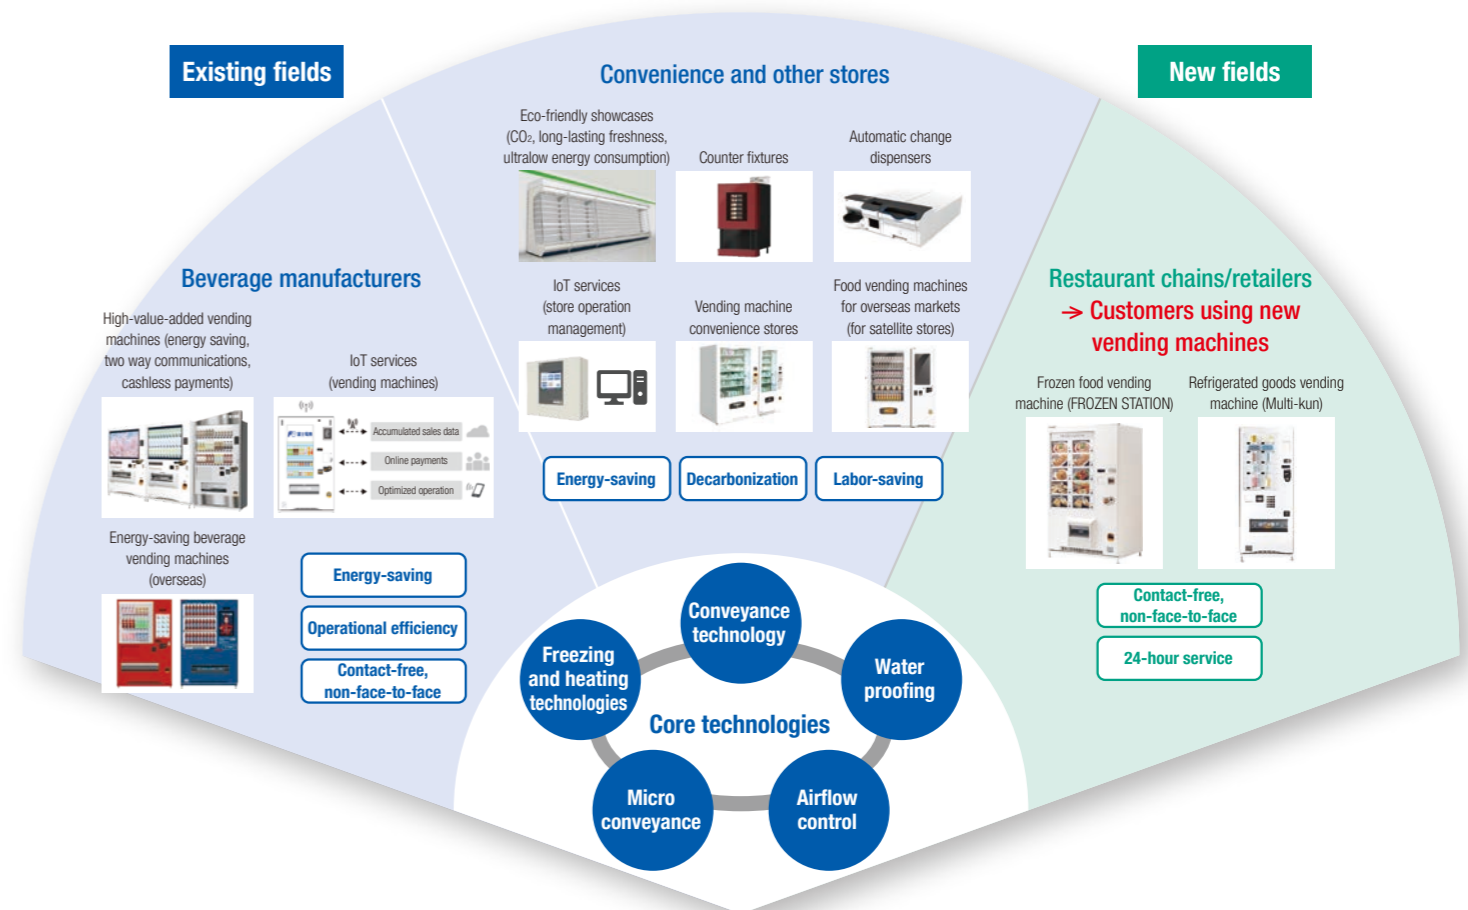 Existing fields
New fields
Convenience and other stores
Eco-friendly showcases
(CO₂, long-lasting freshness,
ultralow energy consumption)
Counter fixtures
Automatic change
dispensers
IoT services
(store operation
management)
Vending machine
convenience stores
Food vending machines
for overseas markets
(for satellite stores)
Energy-saving
Decarbonization
Labor-saving
Beverage manufacturers
High-value-added vending
machines (energy saving,
two way communications,
cashless payments)
IoT services
(vending machines)
Accumulated sales data
Online payments
Optimized operation
Energy-saving beverage
vending machines
(overseas)
Energy-saving
Operational efficiency
Contact-free,
non-face-to-face
Restaurant chains/retailers
→ Customers using new
vending machines
Frozen food vending
machine (FROZEN STATION)
Refrigerated goods vending
machine (Multi-kun)
Contact-free,
non-face-to-face
24-hour service
Core technologies
Conveyance
technology
Freezing
and heating
technologies
Water
proofing
Micro
conveyance
Airflow
control